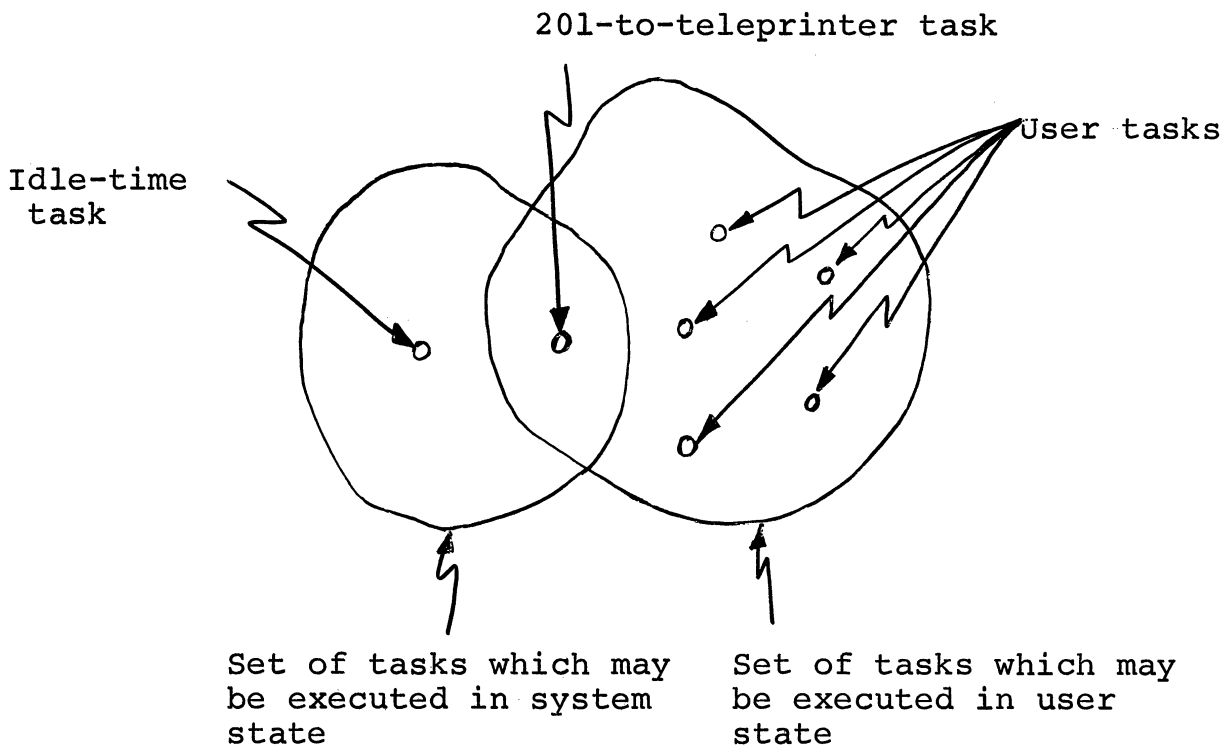 201-to-teleprinter task
User tasks
Idle-time
task
Set of tasks which may
be executed in system
state
Set of tasks which may
be executed in user
state